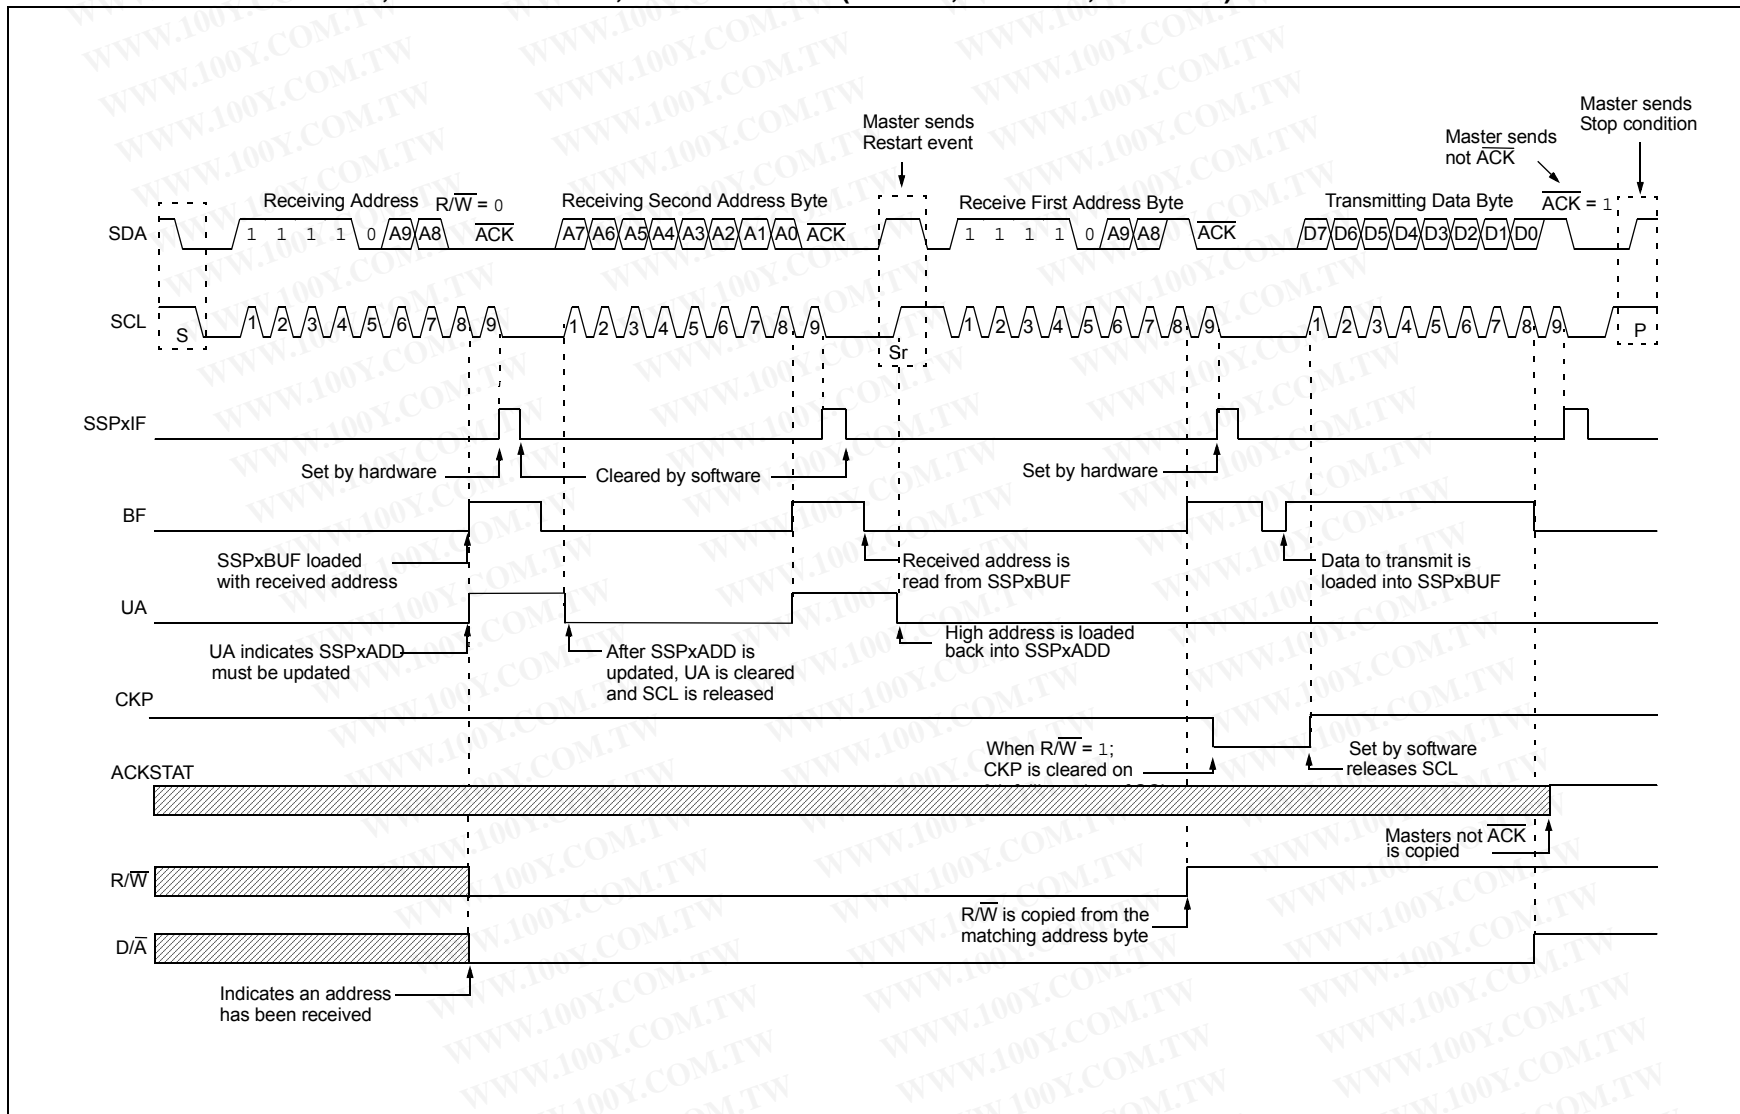 Master sends
Restart event
Master sends
Stop condition
Master sends
not ACK
Receiving Address R/W = 0
Receiving Second Address Byte
Receive First Address Byte
Transmitting Data Byte
ACK = 1
SDA
1 1 1 1 0 A9 A8 ACK
A7 A6 A5 A4 A3 A2 A1 A0 ACK
1 1 1 1 0 A9 A8 ACK
D7 D6 D5 D4 D3 D2 D1 D0
SCL
S
1 2 3 4 5 6 7 8 9
1 2 3 4 5 6 7 8 9
Sr
1 2 3 4 5 6 7 8 9
1 2 3 4 5 6 7 8 9
P
SSPxIF
Set by hardware
Cleared by software
Set by hardware
BF
SSPxBUF loaded
with received address
Received address is
read from SSPxBUF
Data to transmit is
loaded into SSPxBUF
UA
UA indicates SSPxADD
must be updated
After SSPxADD is
updated, UA is cleared
and SCL is released
High address is loaded
back into SSPxADD
CKP
When R/W = 1;
CKP is cleared on
Set by software
releases SCL
ACKSTAT
Masters not ACK
is copied
R/W
R/W is copied from the
matching address byte
D/A
Indicates an address
has been received
WWW.100Y.COM.TW